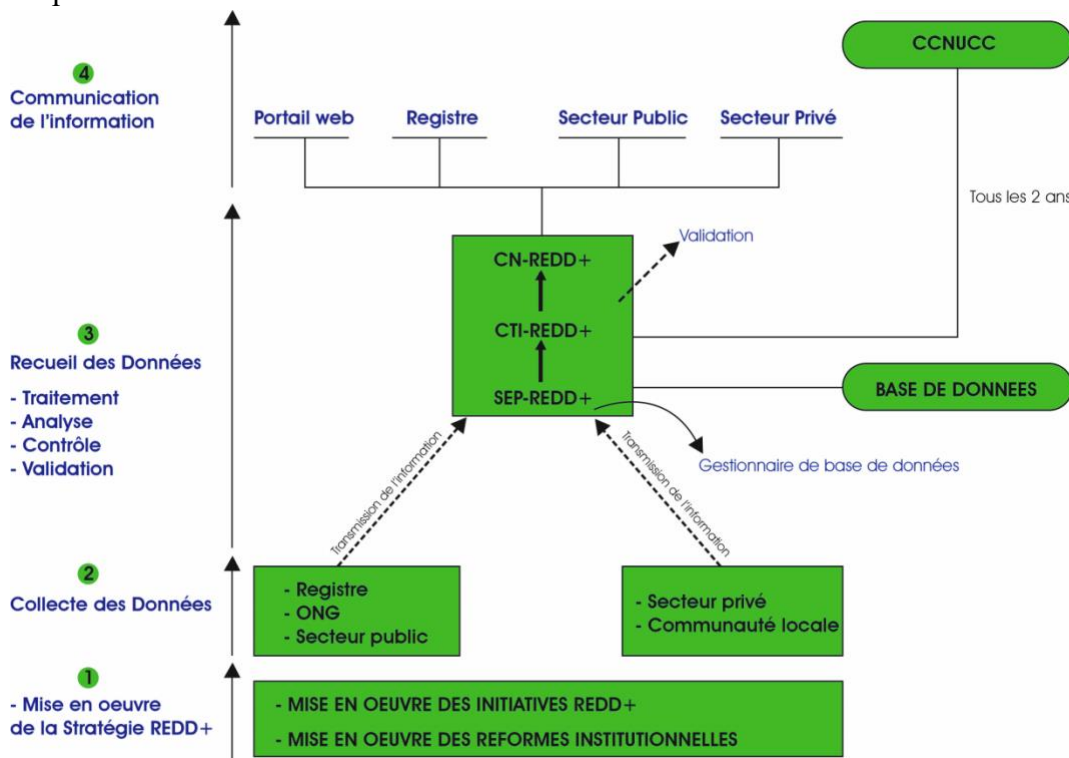 CCNUCC
4
Communication
de l'information
Portail web
Registre
Secteur Public
Secteur Privé
Tous les 2 ans
Validation
CN-REDD+
CTI-REDD+
SEP-REDD+
BASE DE DONNEES
Gestionnaire de base de données
3
Recueil des Données
- Traitement
- Analyse
- Contrôle
- Validation
Transmission de l'information
Transmission de l'information
2
Collecte des Données
- Registre
- ONG
- Secteur public
- Secteur privé
- Communauté locale
1
- Mise en oeuvre
de la Stratégie REDD+
- MISE EN OEUVRE DES INITIATIVES REDD+
- MISE EN OEUVRE DES REFORMES INSTITUTIONNELLES